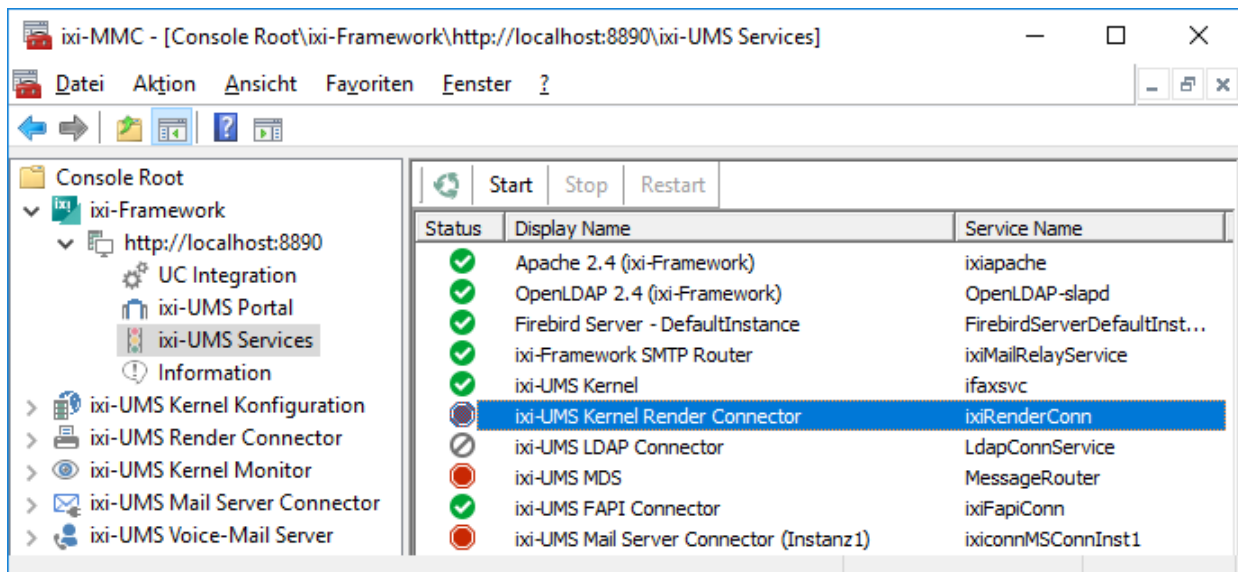 ixi-MMC - [Console Root\ixi-Framework\http://localhost:8890\ixi-UMS Services]
Datei Aktion Ansicht Favoriten Fenster ?
Console Root
ixi-Framework
http://localhost:8890
UC Integration
ixi-UMS Portal
ixi-UMS Services
Information
ixi-UMS Kernel Konfiguration
ixi-UMS Render Connector
ixi-UMS Kernel Monitor
ixi-UMS Mail Server Connector
ixi-UMS Voice-Mail Server
Start Stop Restart
Status Display Name Service Name
Apache 2.4 (ixi-Framework) ixiapache
OpenLDAP 2.4 (ixi-Framework) OpenLDAP-slapd
Firebird Server - DefaultInstance FirebirdServerDefaultInst...
ixi-Framework SMTP Router ixiMailRelayService
ixi-UMS Kernel ifaxsvc
ixi-UMS Kernel Render Connector ixiRenderConn
ixi-UMS LDAP Connector LdapConnService
ixi-UMS MDS MessageRouter
ixi-UMS FAPI Connector ixiFapiConn
ixi-UMS Mail Server Connector (Instanz1) ixiconnMSConnInst1